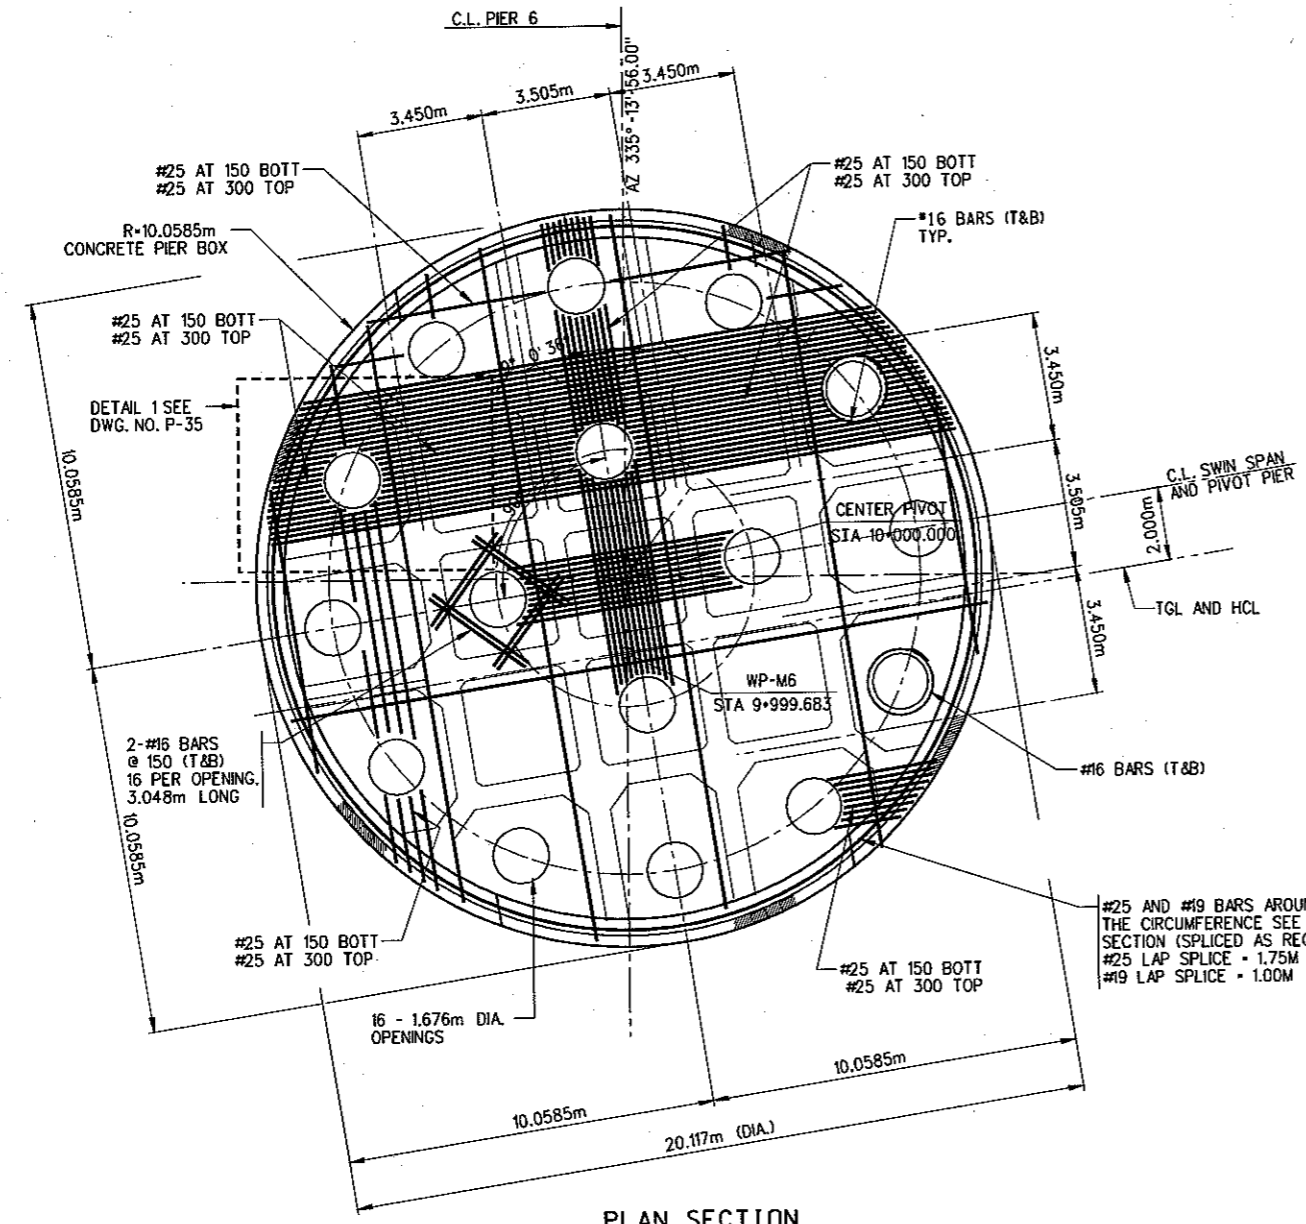 C.L. PIER 6
AZ 335°-13'-56.00"
3.450m
3.505m
3.450m
#25 AT 150 BOTT
#25 AT 300 TOP
#25 AT 150 BOTT
#25 AT 300 TOP
R=10.0585m
CONCRETE PIER BOX
#16 BARS (T&B)
TYP.
#25 AT 150 BOTT
#25 AT 300 TOP
DETAIL 1 SEE
DWG. NO. P-35
10.0585m
3.450m
3.505m
C.L. SWIN SPAN
AND PIVOT PIER
2.000m
CENTER PIVOT
STA 10+000.000
TGL AND HCL
3.450m
WP-M6
STA 9+999.683
2-#16 BARS
@ 150 (T&B)
16 PER OPENING.
3.048m LONG
10.0585m
#16 BARS (T&B)
#25 AT 150 BOTT
#25 AT 300 TOP
16 - 1.676m DIA.
OPENINGS
#25 AT 150 BOTT
#25 AT 300 TOP
#25 AND #19 BARS AROU
THE CIRCUMFERENCE SEE
SECTION (SPLICED AS REQ
#25 LAP SPLICE = 1.75M
#19 LAP SPLICE = 1.00M
10.0585m
10.0585m
20.117m (DIA.)
PLAN SECTION